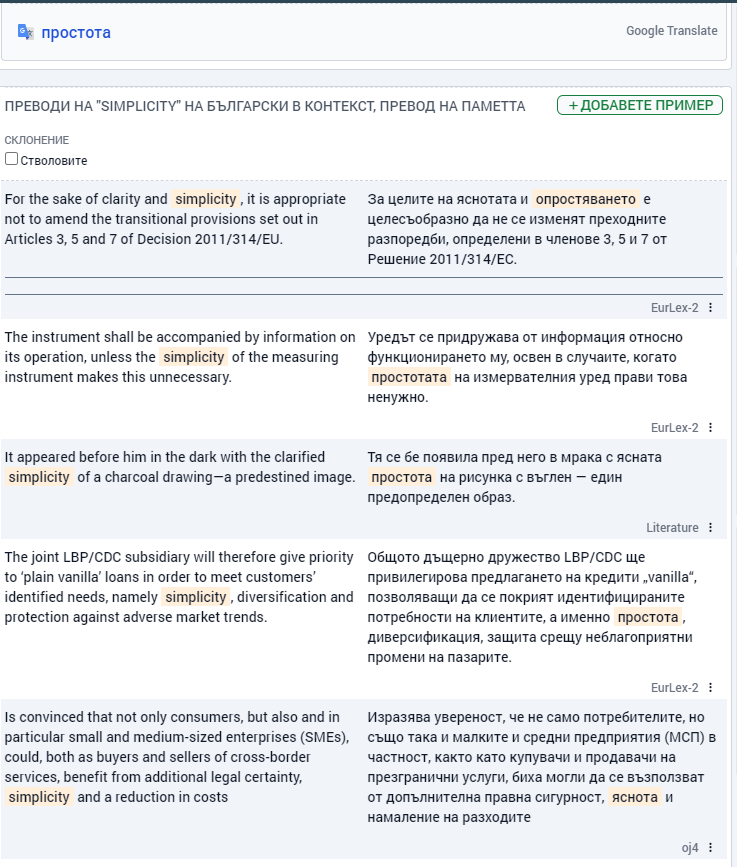 простота
Google Translate
ПРЕВОДИ НА "SIMPLICITY" НА БЪЛГАРСКИ В КОНТЕКСТ, ПРЕВОД НА ПАМЕТТА
+ ДОБАВЕТЕ ПРИМЕР
СКЛОНЕНИЕ
Стволовите
For the sake of clarity and simplicity, it is appropriate
not to amend the transitional provisions set out in
Articles 3, 5 and 7 of Decision 2011/314/EU.
За целите на яснотата и опростяването е
целесъобразно да не се изменят преходните
разпоредби, определени в членове 3, 5 и 7 от
Решение 2011/314/ЕС.
EurLex-2
The instrument shall be accompanied by information on
its operation, unless the simplicity of the measuring
instrument makes this unnecessary.
Уредът се придружава от информация относно
функционирането му, освен в случаите, когато
простотата на измервателния уред прави това
ненужно.
EurLex-2
It appeared before him in the dark with the clarified
simplicity of a charcoal drawing—a predestined image.
Тя се бе появила пред него в мрака с ясната
простота на рисунка с въглен — един
предопределен образ.
Literature
The joint LBP/CDC subsidiary will therefore give priority
to ‘plain vanilla’ loans in order to meet customers’
identified needs, namely simplicity, diversification and
protection against adverse market trends.
Общото дъщерно дружество LBP/CDC ще
привилегирова предлагането на кредити „vanilla“,
позволяващи да се покрият идентифицираните
потребности на клиентите, а именно простота,
диверсификация, защита срещу неблагоприятни
промени на пазарите.
EurLex-2
Is convinced that not only consumers, but also and in
particular small and medium-sized enterprises (SMEs),
could, both as buyers and sellers of cross-border
services, benefit from additional legal certainty,
simplicity and a reduction in costs
Изразява увереност, че не само потребителите, но
също така и малките и средни предприятия (МСП) в
частност, както като купувачи и продавачи на
презгранични услуги, биха могли да се възползват
от допълнителна правна сигурност, яснота и
намаление на разходите
oj4